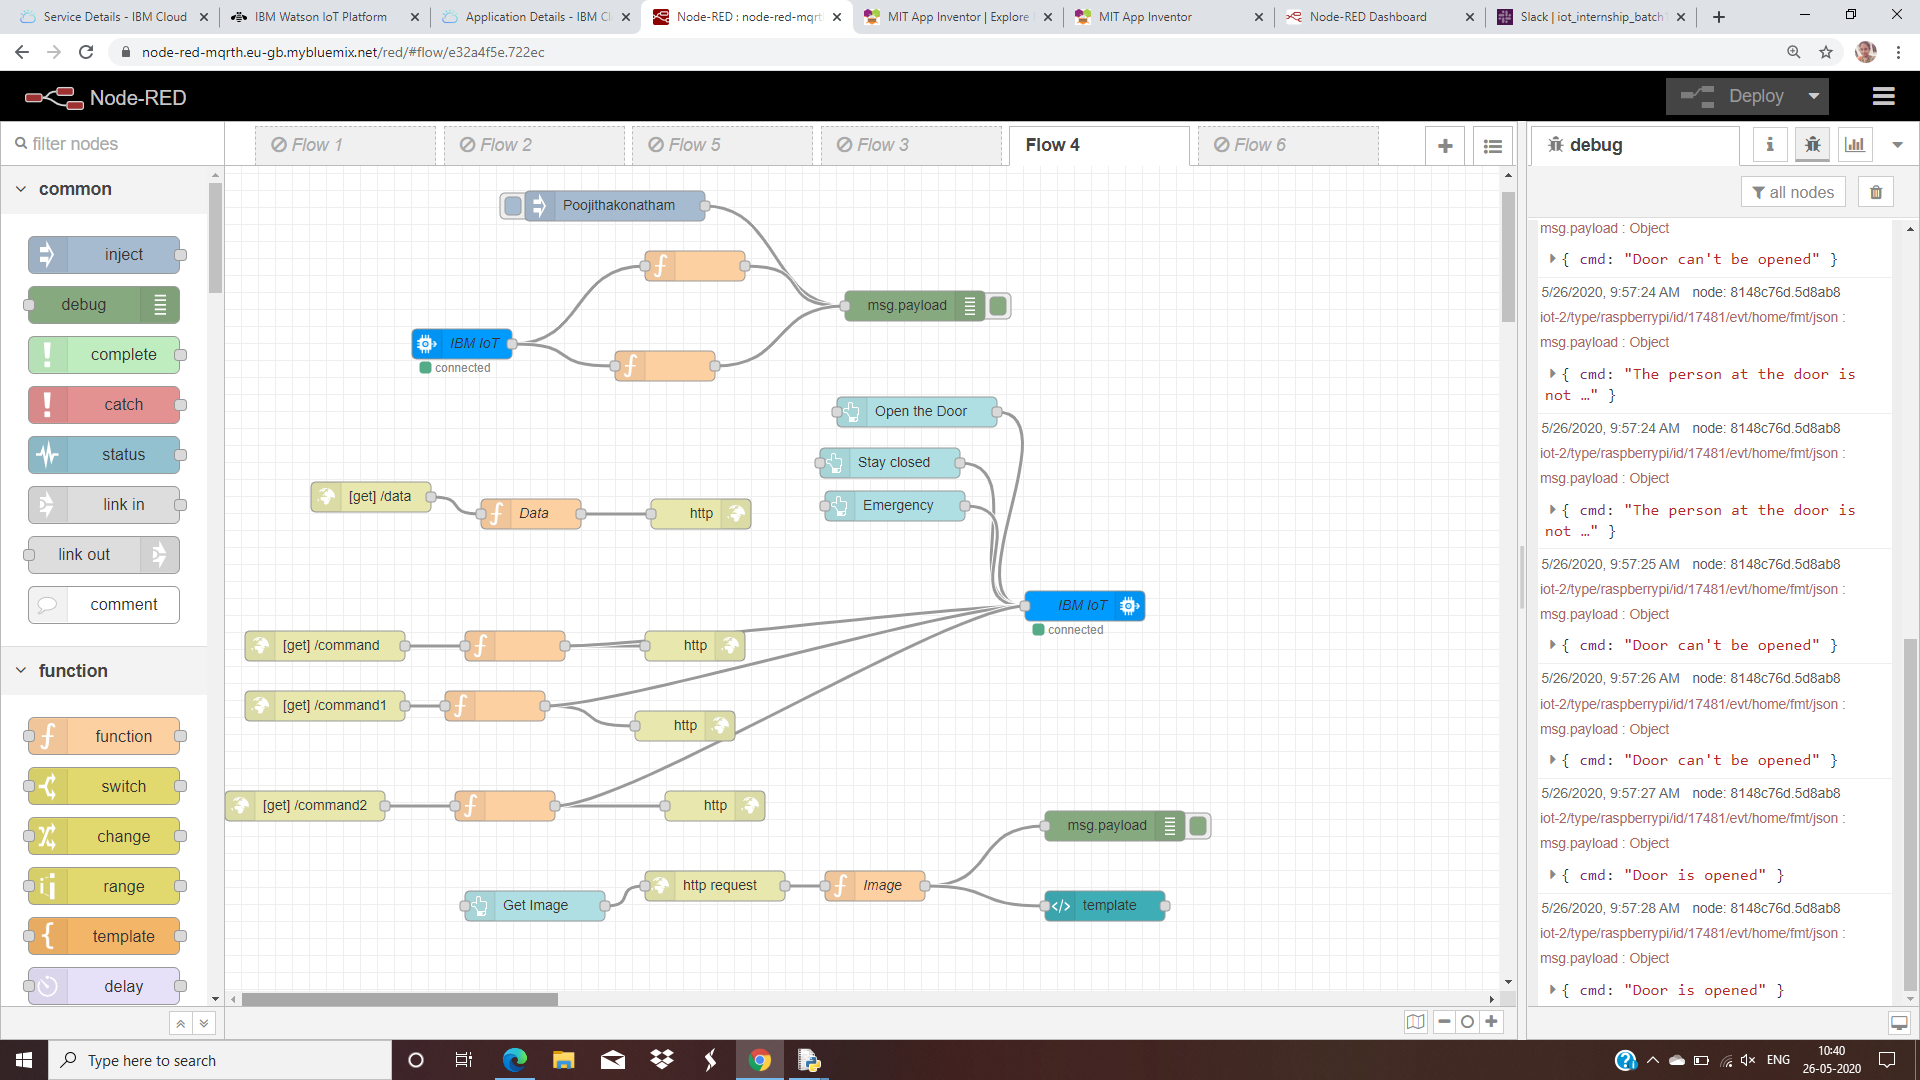 Service Details - IBM Cloud
IBM Watson IoT Platform
Application Details - IBM Cl
Node-RED : node-red-mqrth
MIT App Inventor | Explore
MIT App Inventor
Node-RED Dashboard
Slack | iot_internship_batch1
node-red-mqrth.eu-gb.mybluemix.net/red/#flow/e32a4f5e.722ec
Node-RED
Deploy
filter nodes
Flow 1
Flow 2
Flow 5
Flow 3
Flow 4
Flow 6
debug
all nodes
common
inject
debug
complete
catch
status
link in
link out
comment
function
function
switch
change
range
template
delay
Poojithakonatham
msg.payload
IBM IoT
connected
Open the Door
Stay closed
Emergency
[get] /data
Data
http
IBM IoT
connected
[get] /command
http
[get] /command1
http
[get] /command2
http
msg.payload
Get Image
http request
Image
template
msg.payload : Object
{ cmd: "Door can't be opened" }
5/26/2020, 9:57:24 AM node: 8148c76d.5d8ab8
iot-2/type/raspberrypi/id/17481/evt/home/fmt/json :
msg.payload : Object
{ cmd: "The person at the door is
not …" }
5/26/2020, 9:57:24 AM node: 8148c76d.5d8ab8
iot-2/type/raspberrypi/id/17481/evt/home/fmt/json :
msg.payload : Object
{ cmd: "The person at the door is
not …" }
5/26/2020, 9:57:25 AM node: 8148c76d.5d8ab8
iot-2/type/raspberrypi/id/17481/evt/home/fmt/json :
msg.payload : Object
{ cmd: "Door can't be opened" }
5/26/2020, 9:57:26 AM node: 8148c76d.5d8ab8
iot-2/type/raspberrypi/id/17481/evt/home/fmt/json :
msg.payload : Object
{ cmd: "Door can't be opened" }
5/26/2020, 9:57:27 AM node: 8148c76d.5d8ab8
iot-2/type/raspberrypi/id/17481/evt/home/fmt/json :
msg.payload : Object
{ cmd: "Door is opened" }
5/26/2020, 9:57:28 AM node: 8148c76d.5d8ab8
iot-2/type/raspberrypi/id/17481/evt/home/fmt/json :
msg.payload : Object
{ cmd: "Door is opened" }
Type here to search
ENG
10:40
26-05-2020